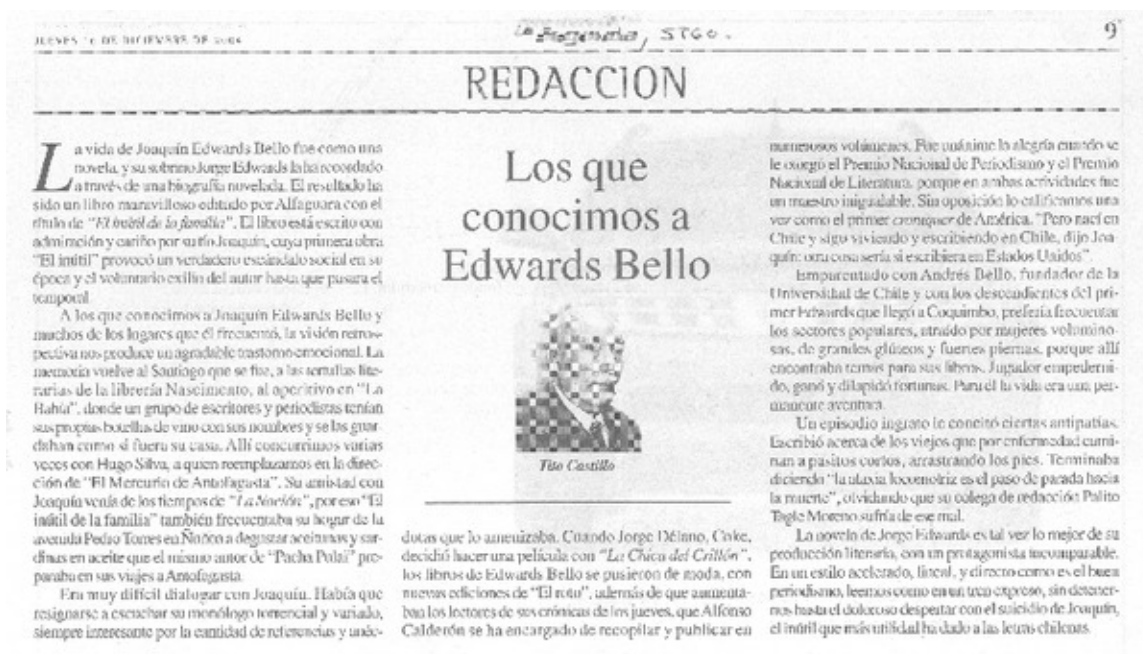 JUEVES 16 DE DICIEMBRE DE 2004
STGO.
9
REDACCION
La vida de Joaquín Edwards Bello fue como una
novela, y su sobrino Jorge Edwards la ha recordado
a través de una biografía novelada. El resultado ha
sido un libro maravilloso editado por Alfaguara con el
título de "El inútil de la familia". El libro está escrito con
admiración y cariño por su tío Joaquín, cuya primera obra
"El inútil" provocó un verdadero escándalo social en su
época y el voluntario exilio del autor hasta que pasara el
temporal.
A los que conocimos a Joaquín Edwards Bello y
muchos de los lugares que él frecuentó, la visión retros-
pectiva nos produce un agradable trastorno emocional. La
memoria vuelve al Santiago que se fue, a las tertulias lite-
rarias de la librería Nascimento, al aperitivo en "La
Bahía", donde un grupo de escritores y periodistas tenían
sus propias botellas de vino con sus nombres y se las guar-
daban como si fuera su casa. Allí concurrimos varias
veces con Hugo Silva, a quien reemplazamos en la direc-
ción de "El Mercurio de Antofagasta". Su amistad con
Joaquín venía de los tiempos de "La Nación", por eso "El
inútil de la familia" también frecuentaba su hogar de la
avenida Pedro Torres en Ñuñoa a degustar aceitunas y sar-
dinas en aceite que el mismo autor de "Pacha Pulai" pre-
paraba en sus viajes a Antofagasta.
Era muy difícil dialogar con Joaquín. Había que
resignarse a escuchar su monólogo torrencial y variado,
siempre interesante por la cantidad de referencias y anéc-
Los que
conocimos a
Edwards Bello
Tito Castillo
dotas que lo amenizaba. Cuando Jorge Délano, Coke,
decidió hacer una película con "La Chica del Crillón",
los libros de Edwards Bello se pusieron de moda, con
nuevas ediciones de "El roto", además de que aumenta-
ban los lectores de sus crónicas de los jueves, que Alfonso
Calderón se ha encargado de recopilar y publicar en
numerosos volúmenes. Fue unánime la alegría cuando se
le otorgó el Premio Nacional de Periodismo y el Premio
Nacional de Literatura, porque en ambas actividades fue
un maestro inigualable. Sin oposición lo calificamos una
vez como el primer croniquer de América. "Pero nací en
Chile y sigo viviendo y escribiendo en Chile, dijo Joa-
quín: otra cosa sería si escribiera en Estados Unidos".
Emparentado con Andrés Bello, fundador de la
Universidad de Chile y con los descendientes del pri-
mer Edwards que llegó a Coquimbo, prefería frecuentar
los sectores populares, atraído por mujeres volumino-
sas, de grandes glúteos y fuertes piernas, porque allí
encontraba temas para sus libros. Jugador empederni-
do, ganó y dilapidó fortunas. Para él la vida era una per-
manente aventura.
Un episodio ingrato le concitó ciertas antipatías.
Escribió acerca de los viejos que por enfermedad cami-
nan a pasitos cortos, arrastrando los pies. Terminaba
diciendo "la ataxia locomotriz es el paso de parada hacia
la muerte", olvidando que su colega de redacción Palito
Tagle Moreno sufría de ese mal.
La novela de Jorge Edwards es tal vez lo mejor de su
producción literaria, con un protagonista incomparable.
En un estilo acelerado, lineal, y directo como es el buen
periodismo, leemos como en un tren expreso, sin detener-
nos hasta el doloroso despertar con el suicidio de Joaquín,
el inútil que más utilidad ha dado a las letras chilenas.